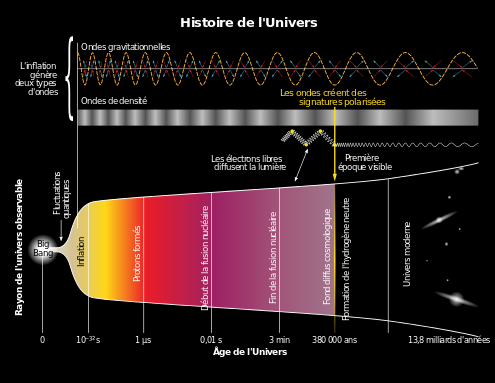 Histoire de l'Univers
Ondes gravitationnelles
L'inflation
génère
deux types
d'ondes
Les ondes créent des
signatures polarisées
Ondes de densité
Les électrons libres
diffusent la lumière
Première
époque visible
Rayon de l'univers observable
Fluctuations
quantiques
Big
Bang
Inflation
Protons formés
Début de la fusion nucléaire
Fin de la fusion nucléaire
Fond diffus cosmologique
Formation de l'hydrogène neutre
Univers moderne
0
10⁻³² s
1 µs
0,01 s
3 min
380 000 ans
13,8 milliards d'années
Âge de l'Univers